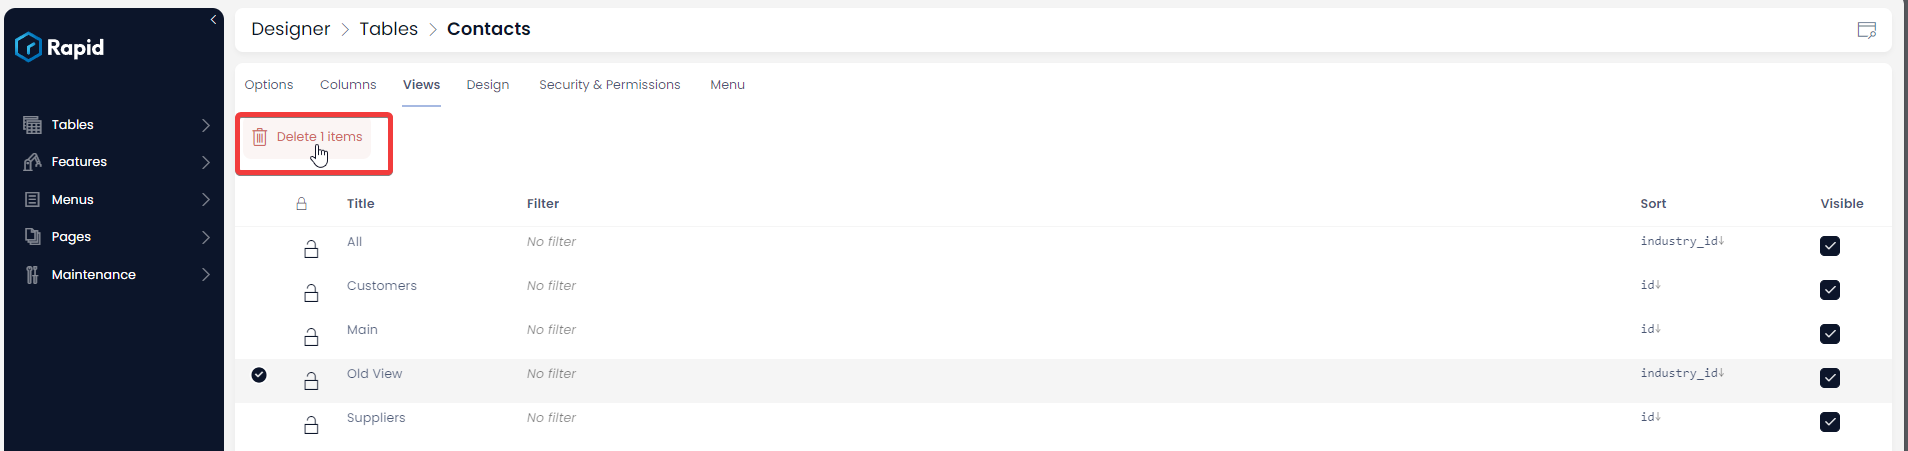 Rapid
Tables
Features
Menus
Pages
Maintenance
Designer > Tables > Contacts
Options Columns Views Design Security & Permissions Menu
Delete 1 items
Title Filter Sort Visible
All No filter industry_id↓
Customers No filter id↓
Main No filter id↓
Old View No filter industry_id↓
Suppliers No filter id↓